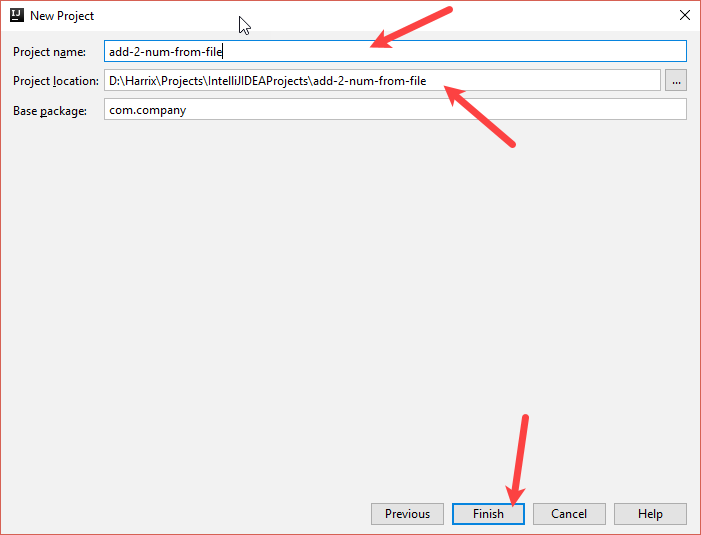 New Project
Project name: add-2-num-from-file
Project location: D:\Harrix\Projects\IntelliJIDEAProjects\add-2-num-from-file ...
Base package: com.company
Previous Finish Cancel Help